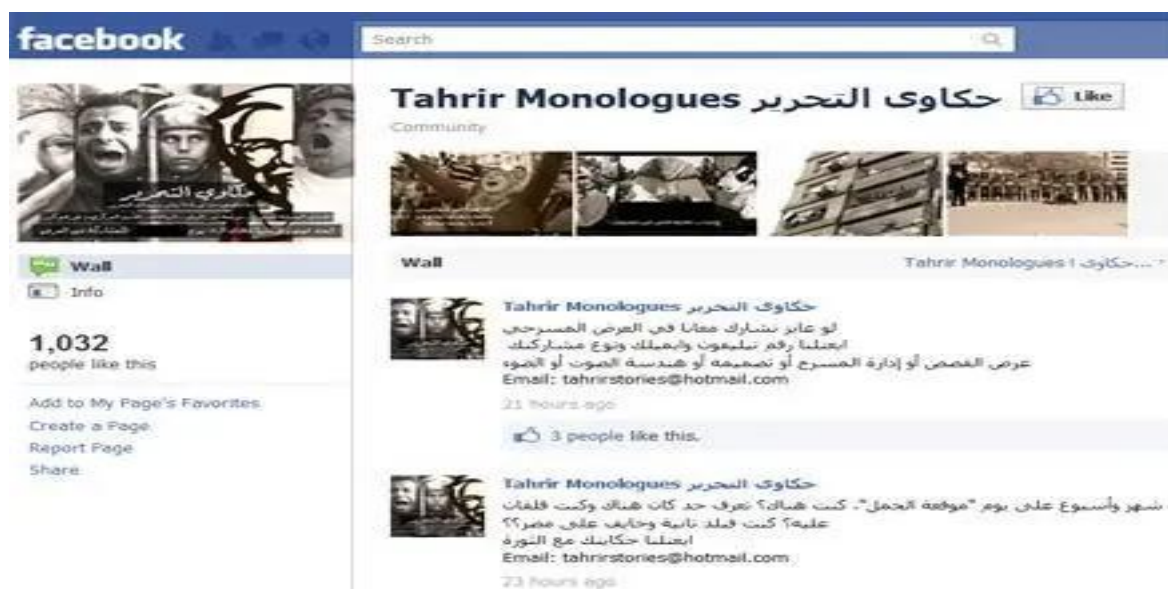 facebook
Search
Tahrir Monologues حكاوى التحرير
Like
Community
حكاوي التحرير
Wall
Info
1,032
people like this
Add to My Page's Favorites
Create a Page
Report Page
Share
Wall
Tahrir Monologues حكاوى...
Tahrir Monologues حكاوى التحرير
لو عايز تشارك معانا في العرض المسرحي
ابعتلنا رقم تيليفون وايميلك ونوع مشاركتك
عرض القصص أو إدارة المسرح أو تصميمه أو هندسة الصوت أو الضوء
Email: tahrirstories@hotmail.com
21 hours ago
3 people like this.
Tahrir Monologues حكاوى التحرير
شهر وأسبوع على يوم "موقعة الجمل". كنت هناك؟ تعرف حد كان هناك وكنت قلقان
عليه؟ كنت فبلد تانية وخايف على مصر؟؟
ابعتلنا حكايتك مع الثورة
Email: tahrirstories@hotmail.com
23 hours ago